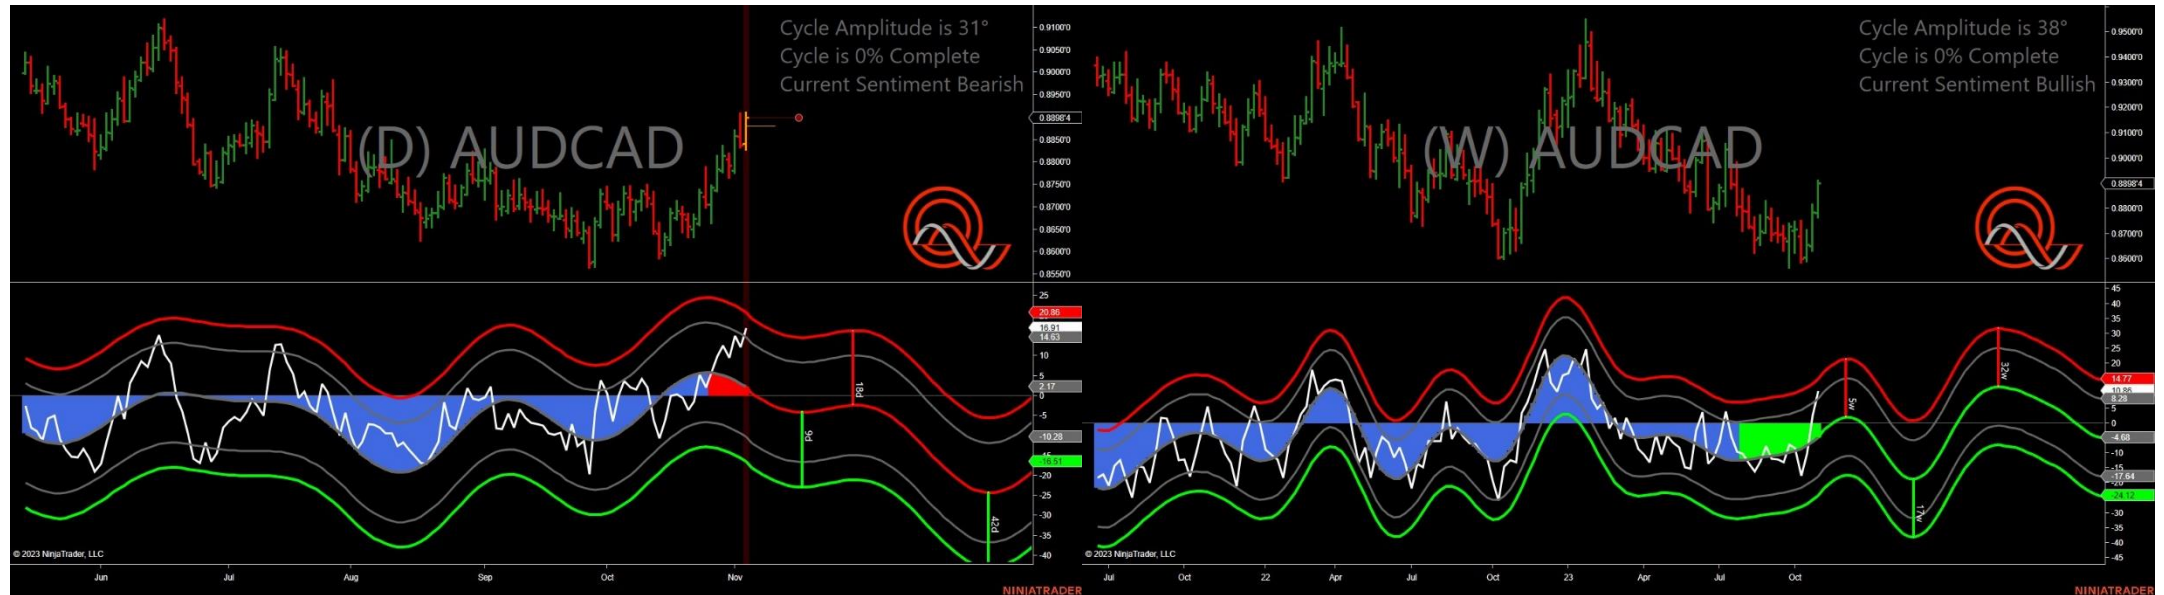 Cycle Amplitude is 31°
Cycle is 0% Complete
Current Sentiment Bearish
(D) AUDCAD
0.9100'0
0.9050'0
0.9000'0
0.8950'0
0.8898'4
0.8850'0
0.8800'0
0.8750'0
0.8700'0
0.8650'0
0.8600'0
0.8550'0
25
20.86
16.91
14.63
10
5
2.17
0
-5
-10.28
-16.51
-20
-25
-30
-35
-40
18d
9d
42d
© 2023 NinjaTrader, LLC
Jun
Jul
Aug
Sep
Oct
Nov
NINJATRADER
Cycle Amplitude is 38°
Cycle is 0% Complete
Current Sentiment Bullish
(W) AUDCAD
0.9500'0
0.9400'0
0.9300'0
0.9200'0
0.9100'0
0.9000'0
0.8898'4
0.8800'0
0.8700'0
0.8600'0
45
40
35
30
25
20
14.77
10.86
8.28
5
0
-4.68
-10
-15
-17.64
-24.12
-30
-35
-40
-45
5w
32w
17w
© 2023 NinjaTrader, LLC
Jul
Oct
22
Apr
Jul
Oct
23
Apr
Jul
Oct
NINJATRADER